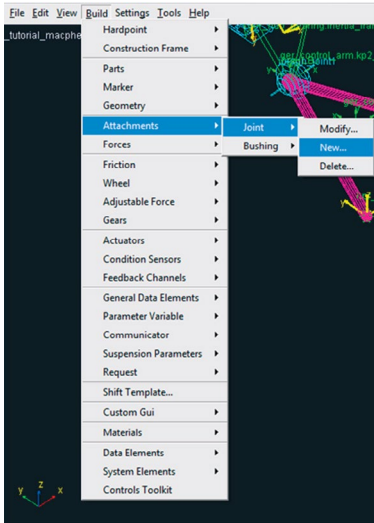 File Edit View Build Settings Tools Help
_tutorial_macphe
Hardpoint
Construction Frame
Parts
Marker
Geometry
Attachments
Forces
Friction
Wheel
Adjustable Force
Gears
Actuators
Condition Sensors
Feedback Channels
General Data Elements
Parameter Variable
Communicator
Suspension Parameters
Request
Shift Template...
Custom Gui
Materials
Data Elements
System Elements
Controls Toolkit
Joint
Bushing
Modify...
New...
Delete...
ger_control_arm.kp2_
y z x